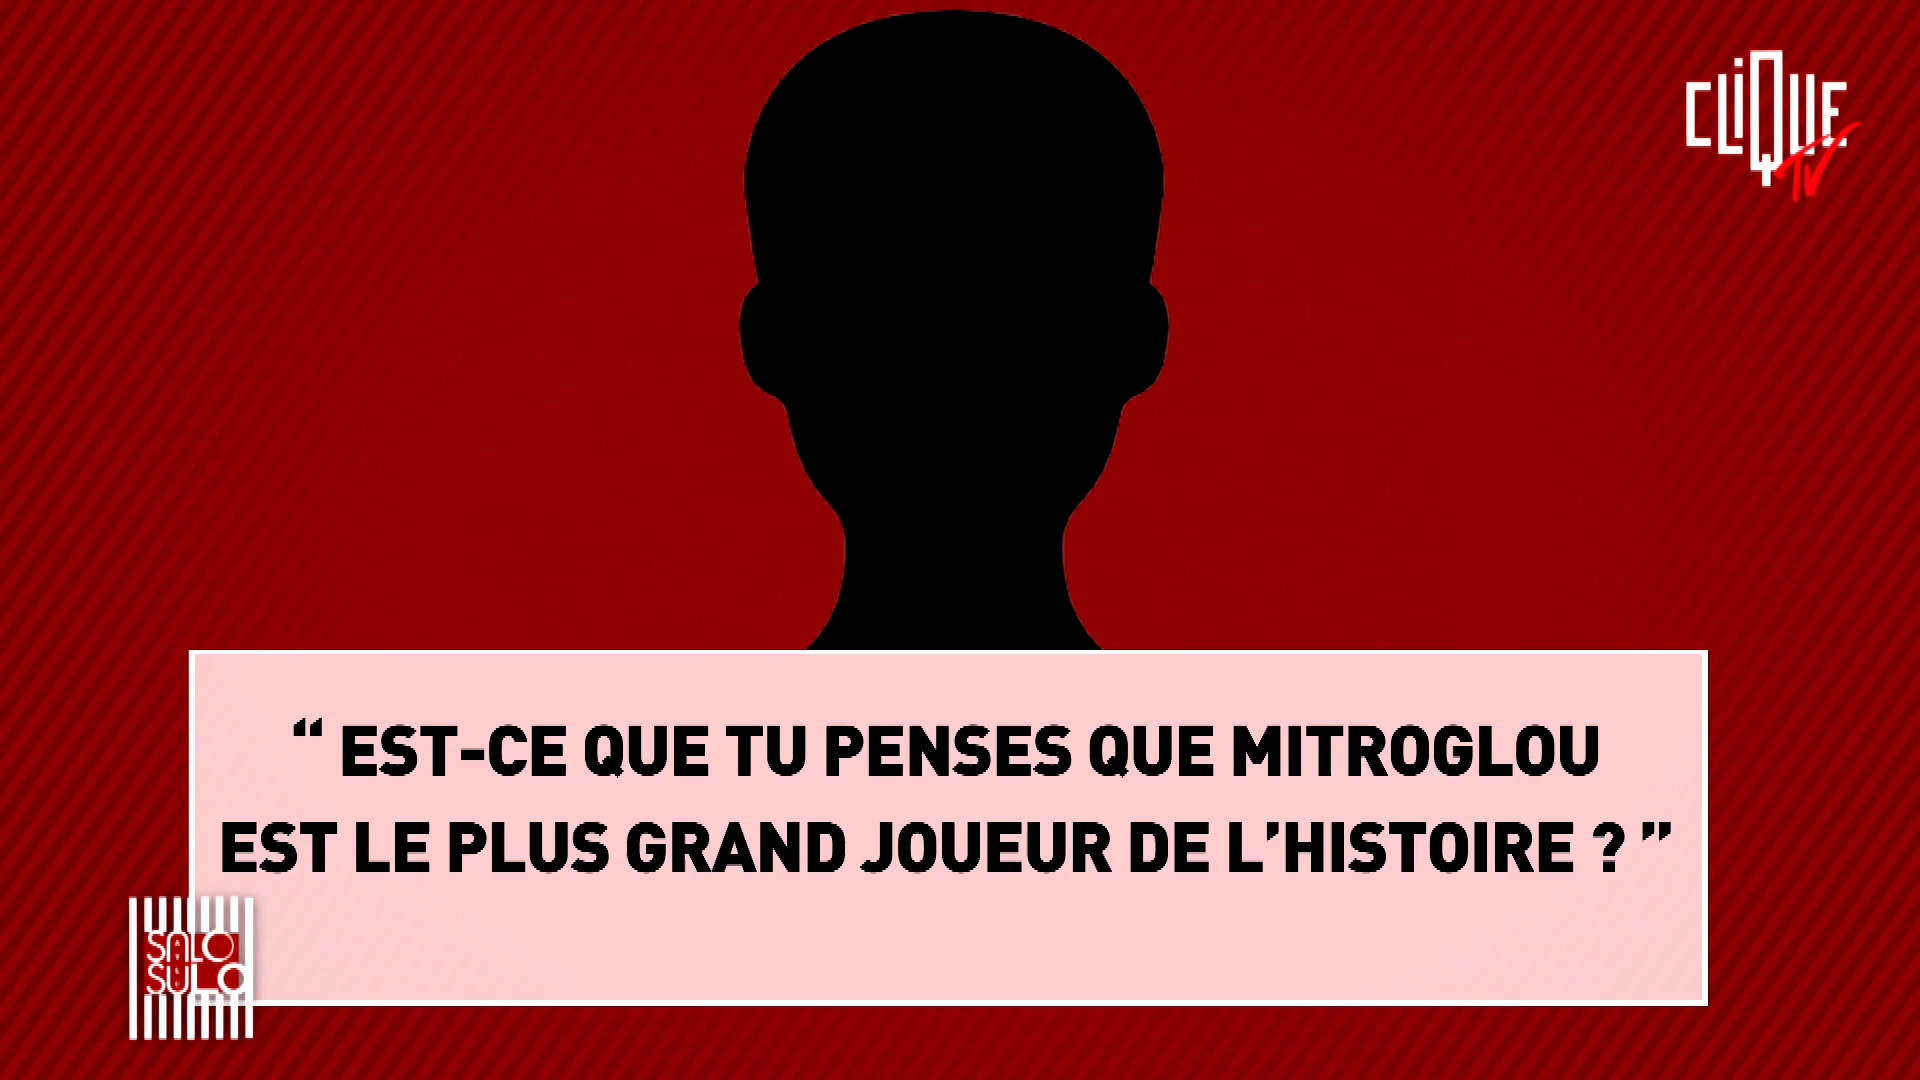 CLIQUE
TV
“ EST-CE QUE TU PENSES QUE MITROGLOU
EST LE PLUS GRAND JOUEUR DE L’HISTOIRE ? ”
SALO
SULO